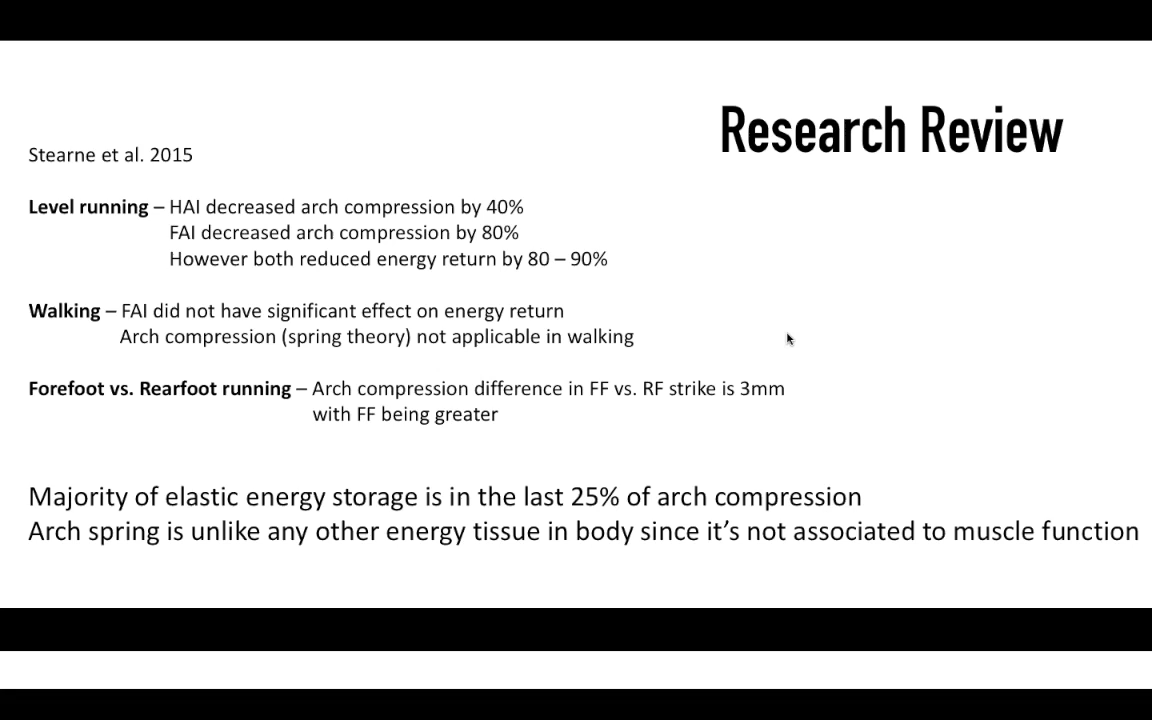 Research Review
Stearne et al. 2015
Level running – HAI decreased arch compression by 40%
FAI decreased arch compression by 80%
However both reduced energy return by 80 – 90%
Walking – FAI did not have significant effect on energy return
Arch compression (spring theory) not applicable in walking
Forefoot vs. Rearfoot running – Arch compression difference in FF vs. RF strike is 3mm
with FF being greater
Majority of elastic energy storage is in the last 25% of arch compression
Arch spring is unlike any other energy tissue in body since it’s not associated to muscle function